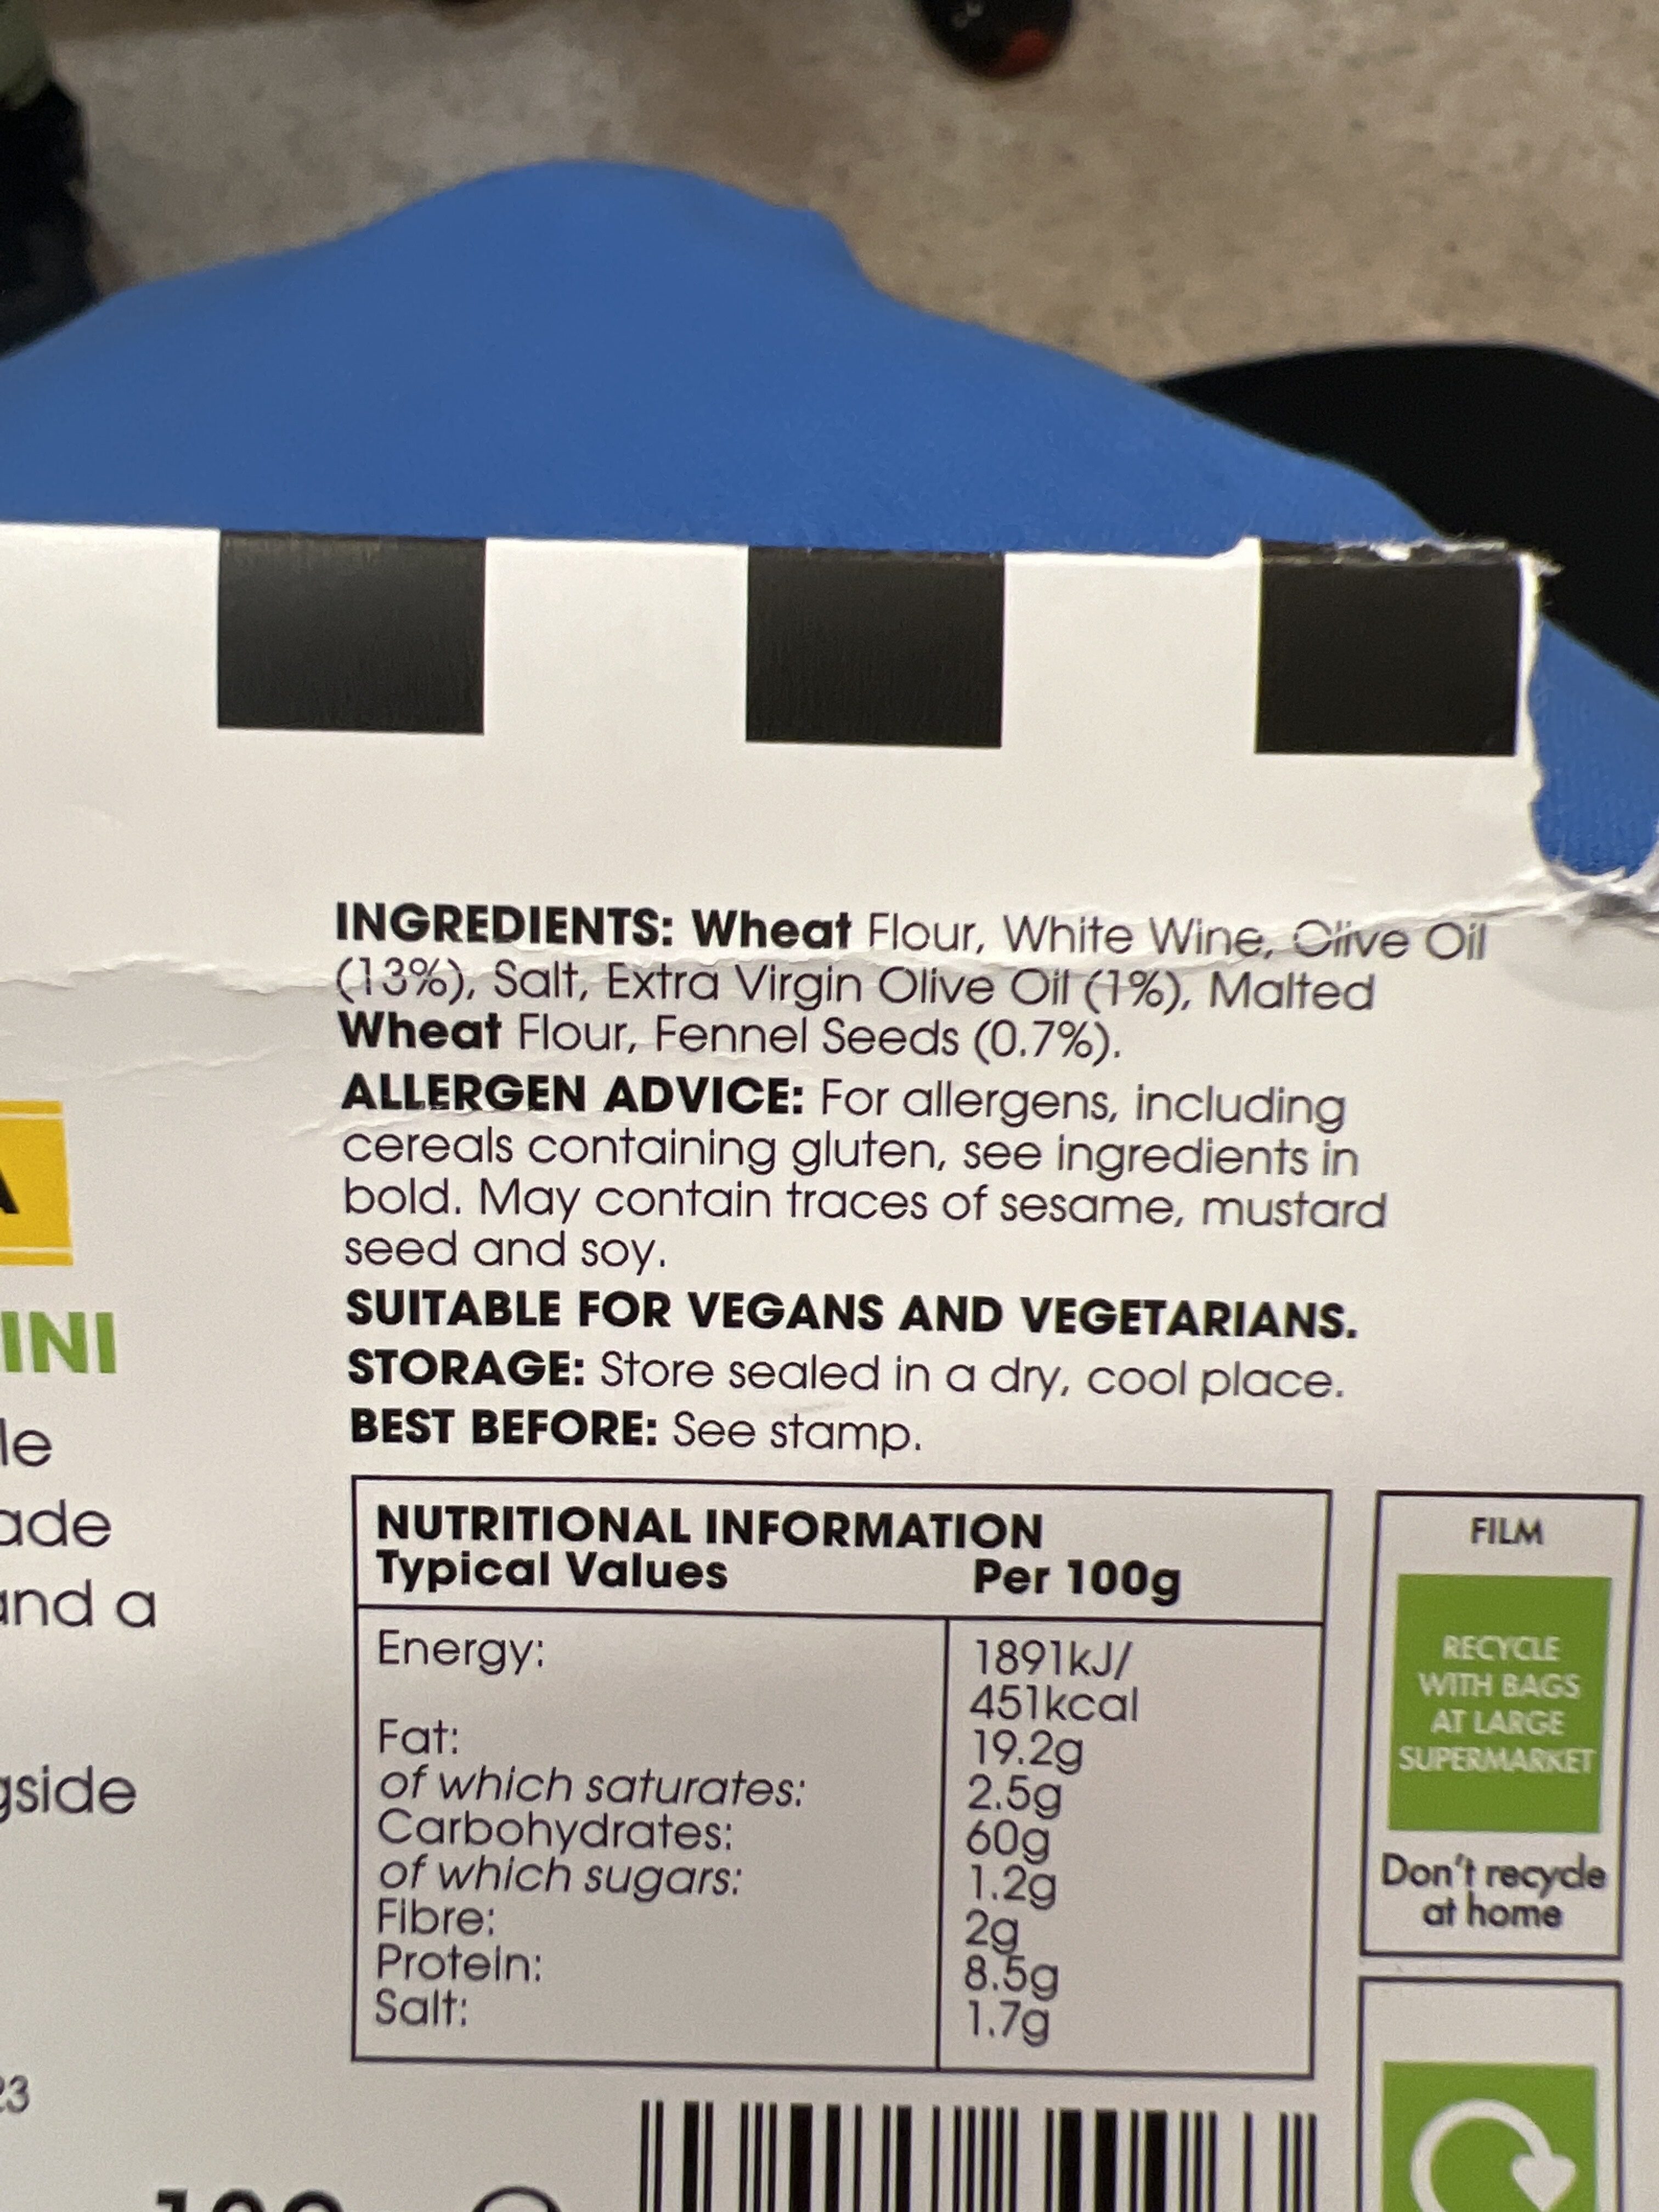 INGREDIENTS: Wheat Flour, White Wine, Olive Oil
(13%), Salt, Extra Virgin Olive Oil (1%), Malted
Wheat Flour, Fennel Seeds (0.7%).
ALLERGEN ADVICE: For allergens, including
cereals containing gluten, see ingredients in
bold. May contain traces of sesame, mustard
seed and soy.
SUITABLE FOR VEGANS AND VEGETARIANS.
STORAGE: Store sealed in a dry, cool place.
BEST BEFORE: See stamp.
A
INI
le
ade
and a
gside
23
NUTRITIONAL INFORMATION
Typical Values Per 100g
Energy: 1891kJ/
451kcal
Fat: 19.2g
of which saturates: 2.5g
Carbohydrates: 60g
of which sugars: 1.2g
Fibre: 2g
Protein: 8.5g
Salt: 1.7g
FILM
RECYCLE
WITH BAGS
AT LARGE
SUPERMARKET
Don't recycle
at home